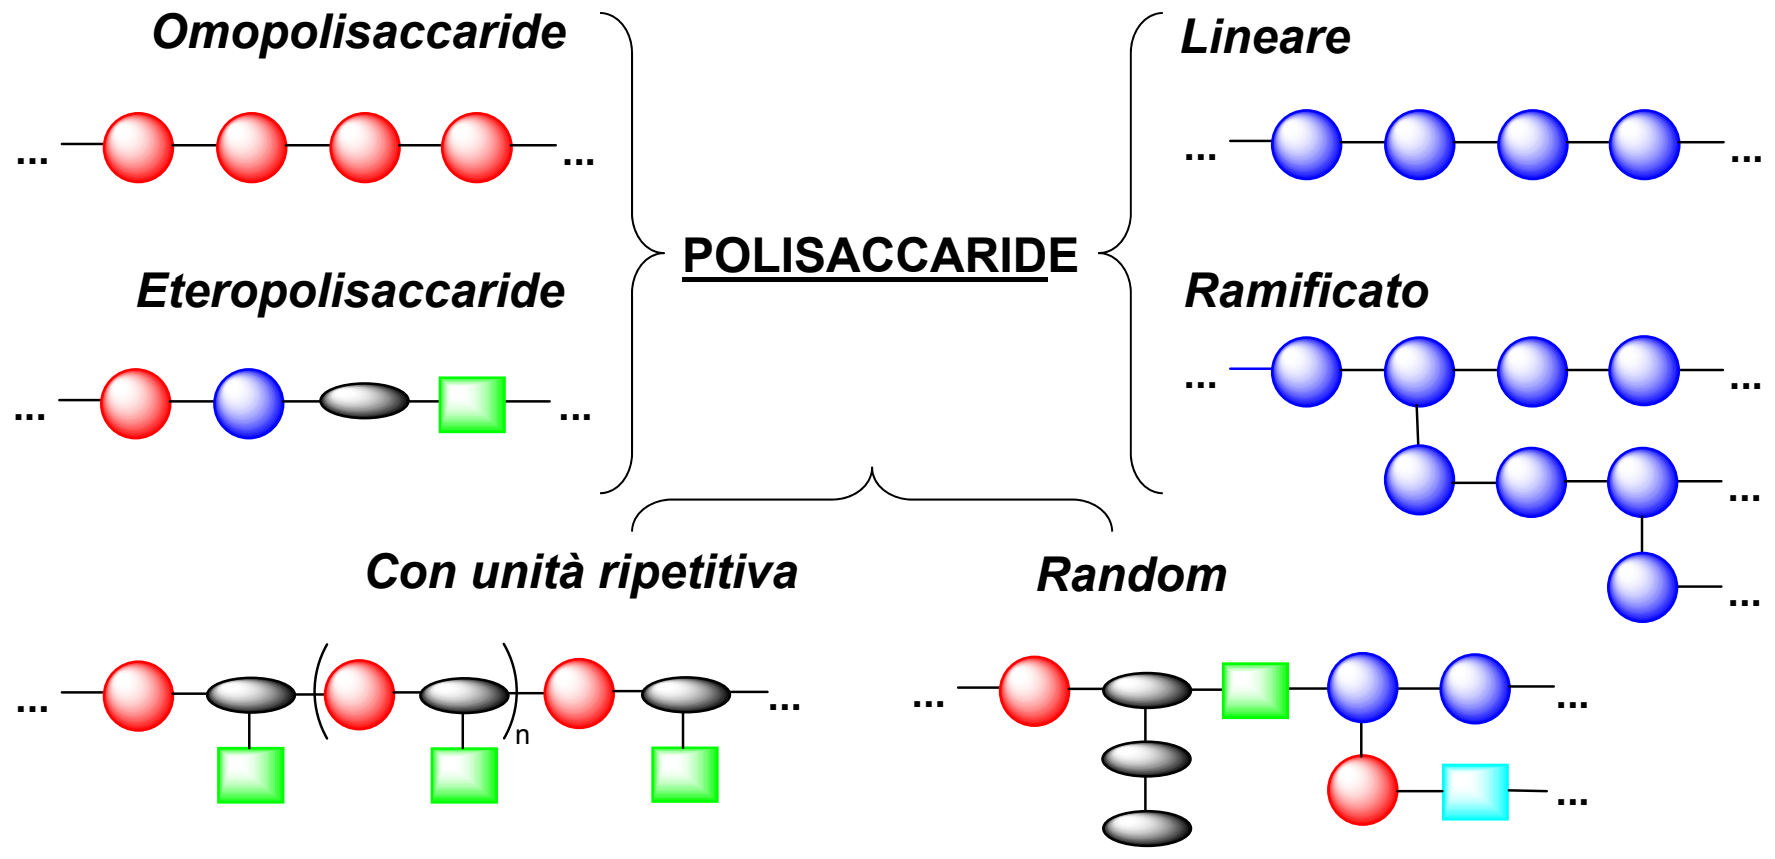 Omopolisaccaride
... ...
Eteropolisaccaride
... ...
POLISACCARIDE
Lineare
... ...
Ramificato
... ...
...
...
Con unità ripetitiva
... n ...
Random
... ...
...